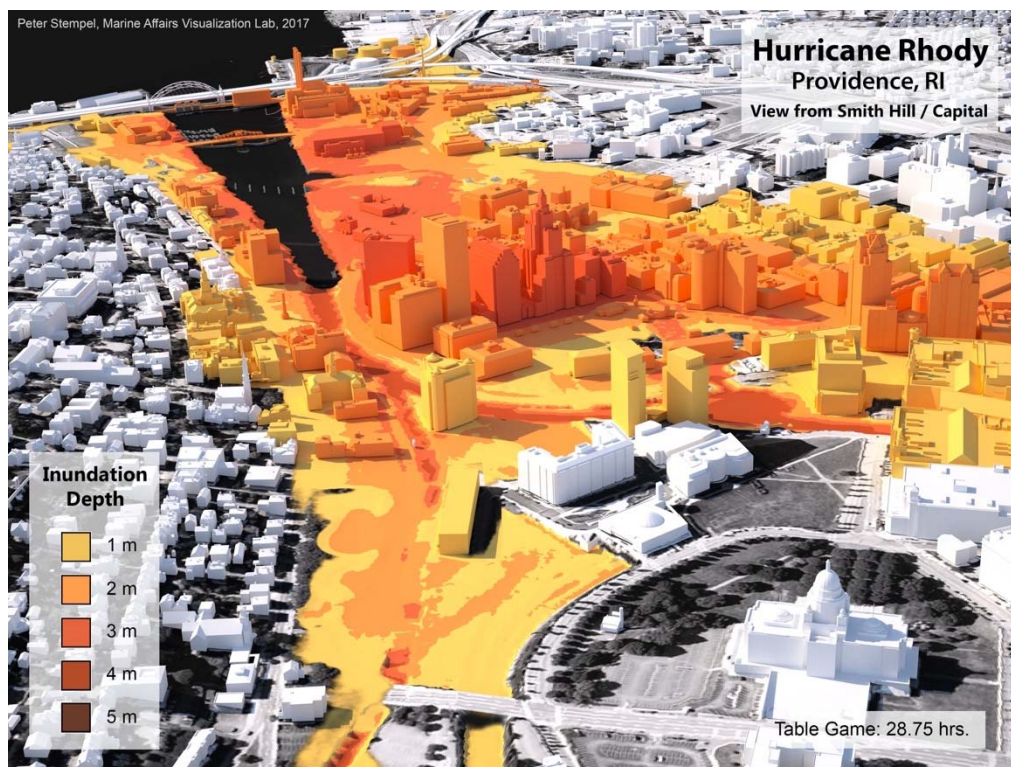 Peter Stempel, Marine Affairs Visualization Lab, 2017
Hurricane Rhody
Providence, RI
View from Smith Hill / Capital
Inundation
Depth
1 m
2 m
3 m
4 m
5 m
Table Game: 28.75 hrs.